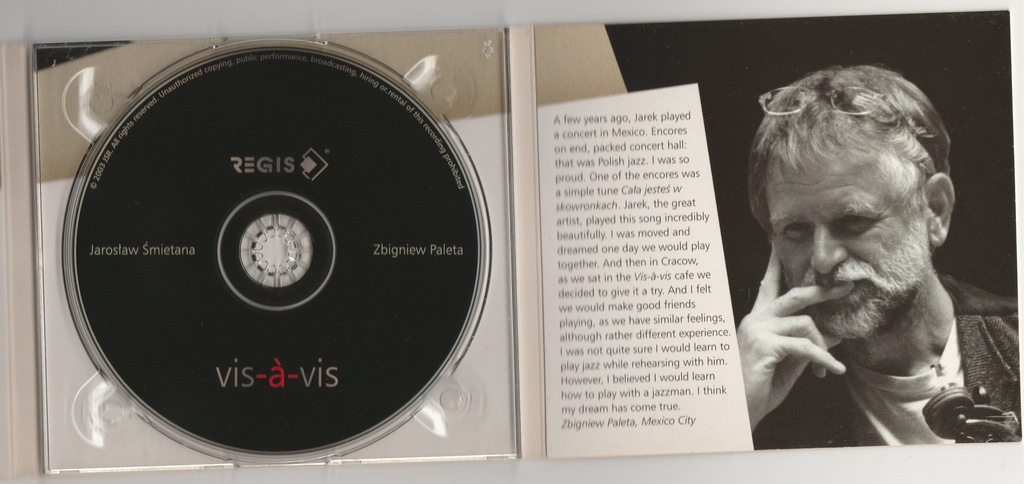 © 2003 JSR. All rights reserved. Unauthorized copying, public performance, broadcasting, hiring or rental of this recording prohibited
REGIS ®
Jarosław Śmietana
Zbigniew Paleta
vis-à-vis
A few years ago, Jarek played
a concert in Mexico. Encores
on end, packed concert hall:
that was Polish jazz. I was so
proud. One of the encores was
a simple tune Cała jesteś w
skowronkach. Jarek, the great
artist, played this song incredibly
beautifully. I was moved and
dreamed one day we would play
together. And then in Cracow,
as we sat in the Vis-à-vis cafe we
decided to give it a try. And I felt
we would make good friends
playing, as we have similar feelings,
although rather different experience.
I was not quite sure I would learn to
play jazz while rehearsing with him.
However, I believed I would learn
how to play with a jazzman. I think
my dream has come true.
Zbigniew Paleta, Mexico City